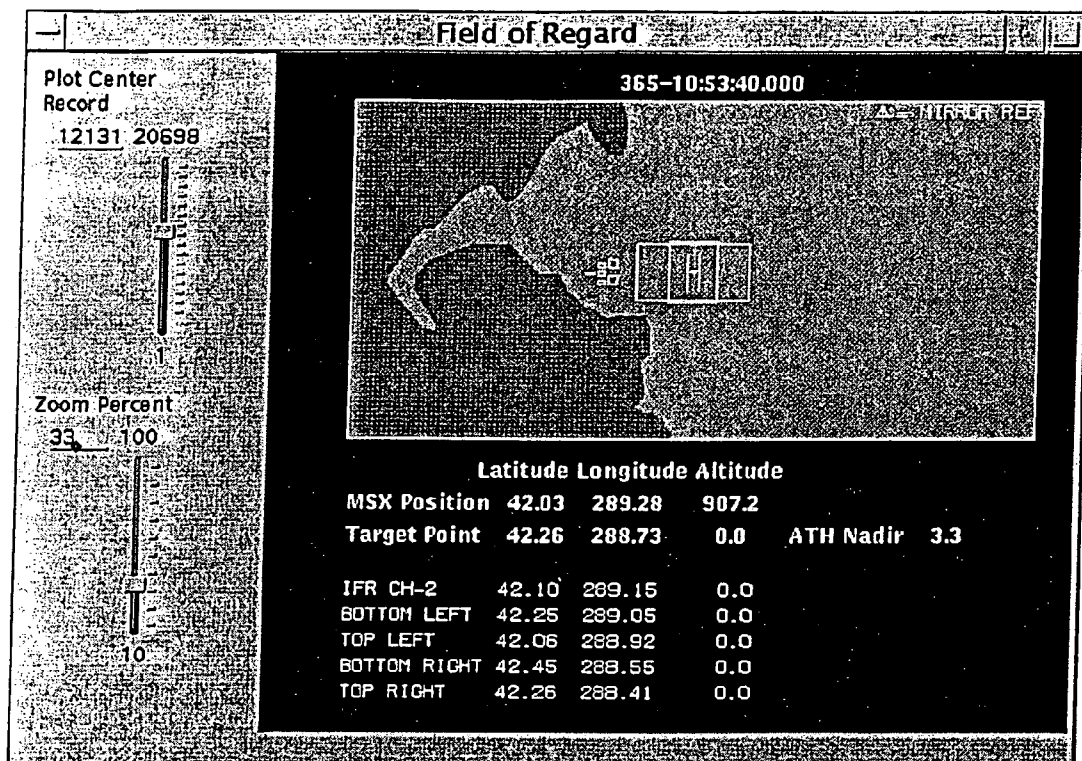 Field of Regard
Plot Center
Record
12131 20698
1
Zoom Percent
33 100
10
365-10:53:40.000
MIRROR REF
Latitude Longitude Altitude
MSX Position 42.03 289.28 907.2
Target Point 42.26 288.73 0.0 ATH Nadir 3.3
IFR CH-2 42.10 289.15 0.0
BOTTOM LEFT 42.25 289.05 0.0
TOP LEFT 42.06 288.92 0.0
BOTTOM RIGHT 42.45 288.55 0.0
TOP RIGHT 42.26 288.41 0.0